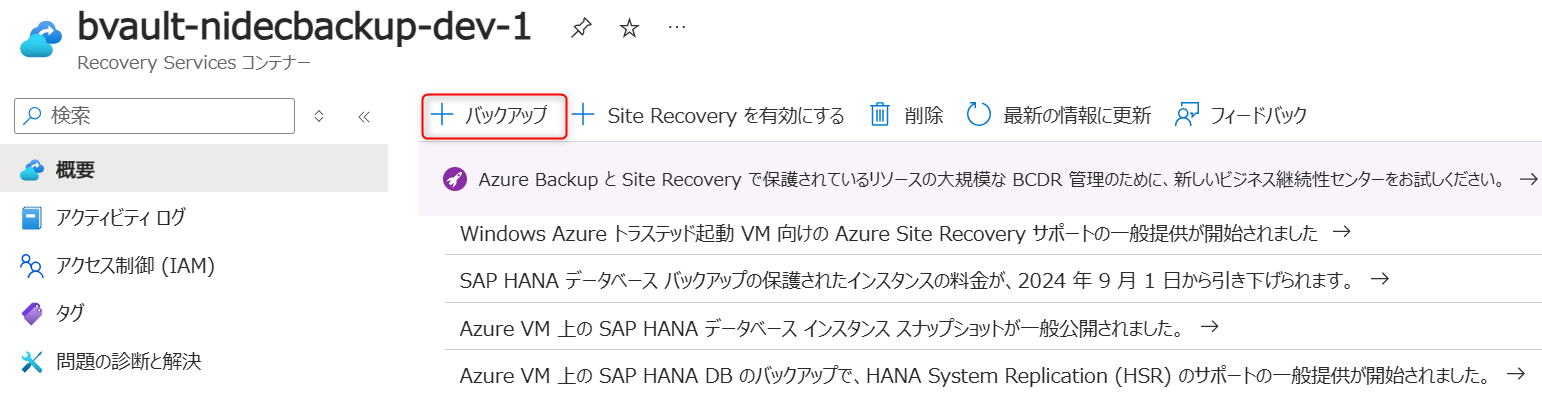 bvault-nidecbackup-dev-1
Recovery Services コンテナー
検索
概要
アクティビティ ログ
アクセス制御 (IAM)
タグ
問題の診断と解決
バックアップ
Site Recovery を有効にする
削除
最新の情報に更新
フィードバック
Azure Backup と Site Recovery で保護されているリソースの大規模な BCDR 管理のために、新しいビジネス継続性センターをお試しください。 →
Windows Azure トラステッド起動 VM 向けの Azure Site Recovery サポートの一般提供が開始されました →
SAP HANA データベース バックアップの保護されたインスタンスの料金が、2024 年 9 月 1 日から引き下げられます。 →
Azure VM 上の SAP HANA データベース インスタンス スナップショットが一般公開されました。 →
Azure VM 上の SAP HANA DB のバックアップで、HANA System Replication (HSR) のサポートの一般提供が開始されました。 →